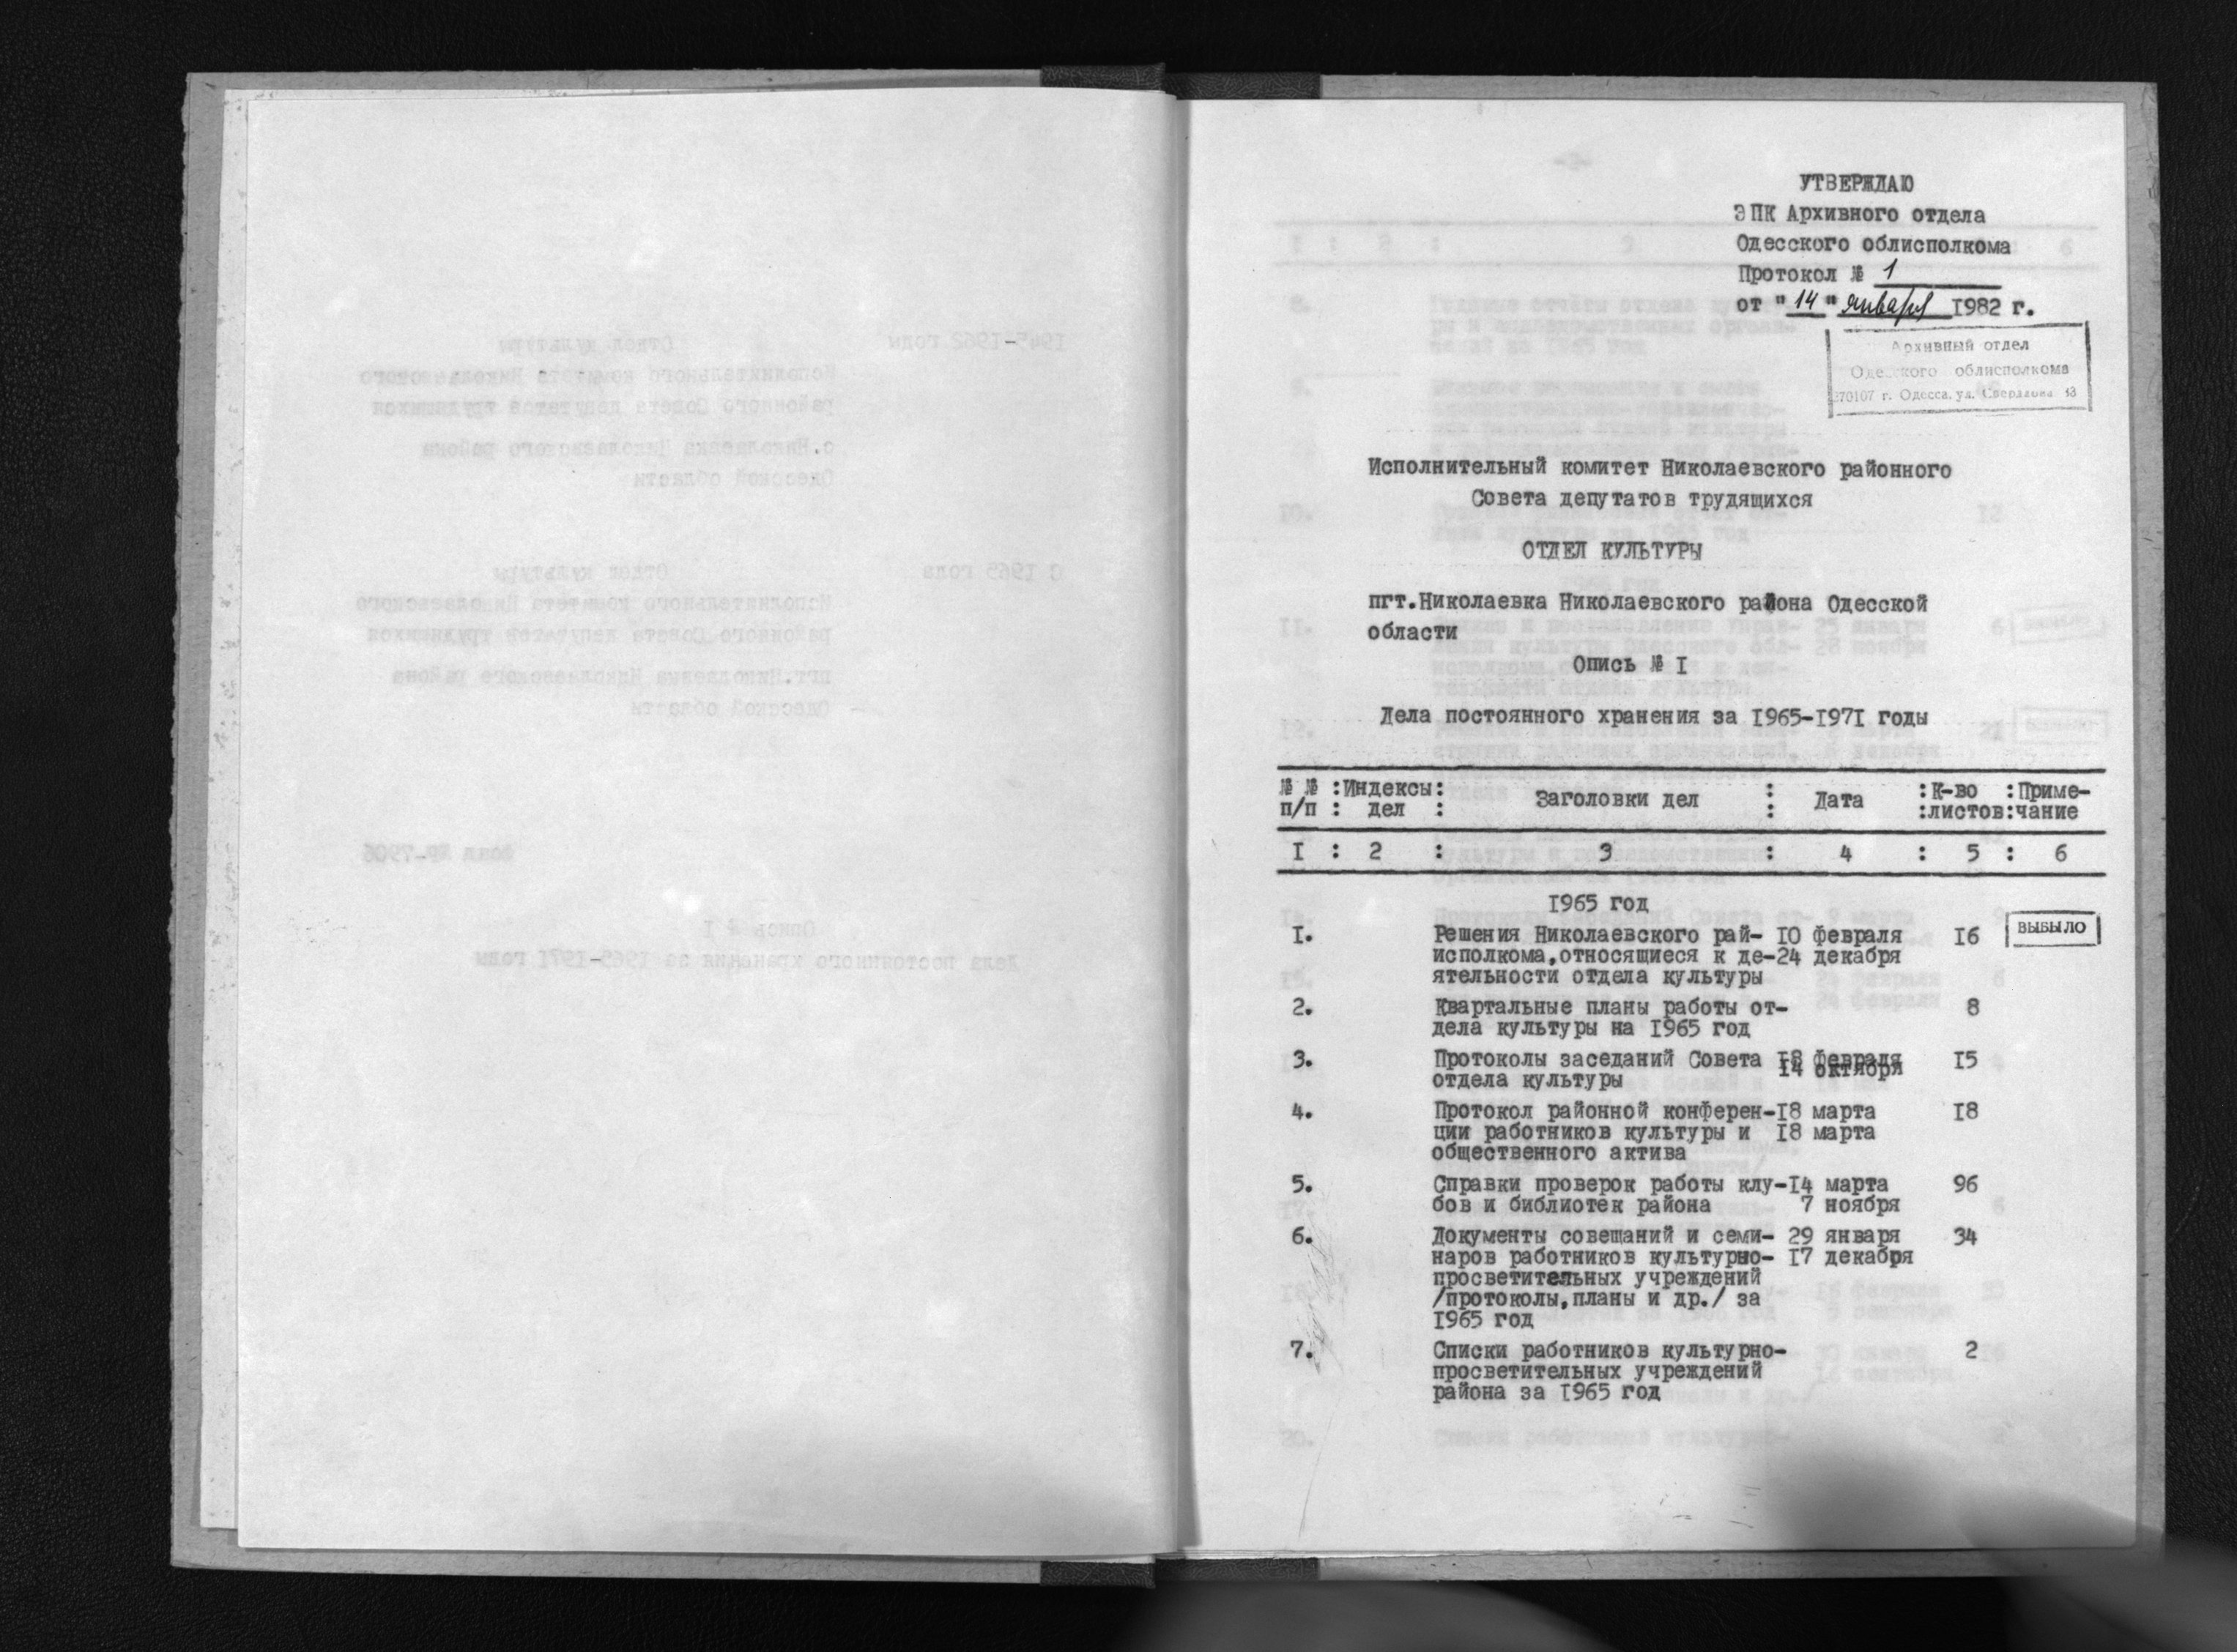 УТВЕРЖДАЮ
ЭПК Архивного отдела
Одесского облисполкома
Протокол № 1
от "14" января 1982 г.
Архивный отдел
Одесского облисполкома
270107 г. Одесса, ул. Свердлова
Исполнительный комитет Николаевского районного
Совета депутатов трудящихся
ОТДЕЛ КУЛЬТУРЫ
пгт.Николаевка Николаевского района Одесской
области
Опись № I
Дела постоянного хранения за I965-I97I годы
№ № :Индексы: Заголовки дел : Дата :К-во :Приме-
п/п : дел : : :листов:чание
I : 2 : 3 : 4 : 5 : 6
I965 год
I. Решения Николаевского рай- I0 февраля I6 ВЫБЫЛО
исполкома,относящиеся к де-24 декабря
ятельности отдела культуры
2. Квартальные планы работы от- 8
дела культуры на I965 год
3. Протоколы заседаний Совета I8 февраля I5
отдела культуры I4 октября
4. Протокол районной конферен-I8 марта I8
ции работников культуры и I8 марта
общественного актива
5. Справки проверок работы клу-I4 марта 96
бов и библиотек района 7 ноября
6. Документы совещаний и семи- 29 января 34
наров работников культурно- I7 декабря
просветительных учреждений
/протоколы,планы и др./ за
I965 год
7. Списки работников культурно- 2
просветительных учреждений
района за I965 год